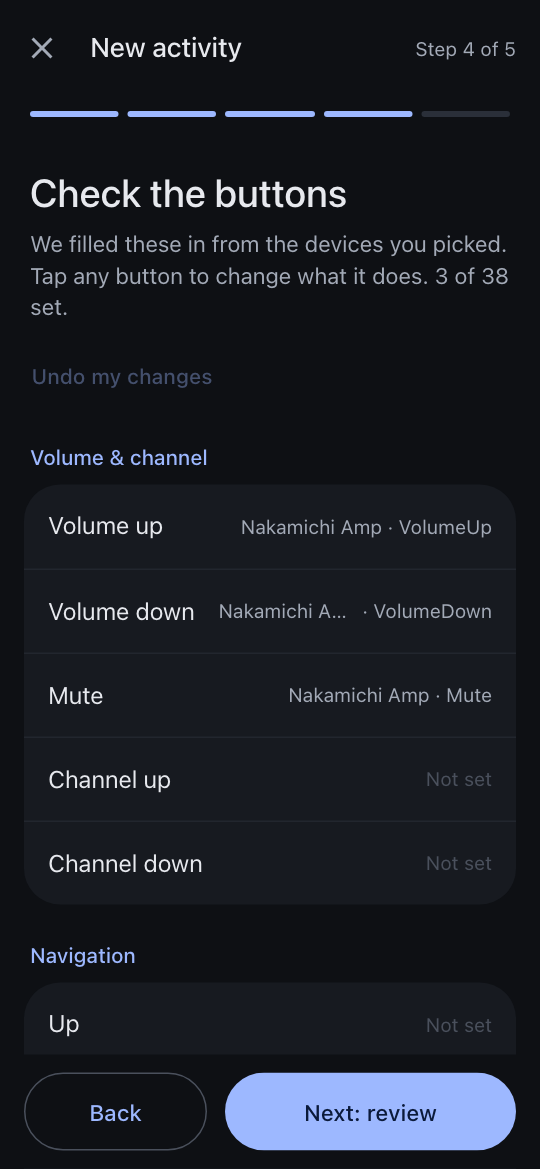 New activity
Step 4 of 5
Check the buttons
We filled these in from the devices you picked.
Tap any button to change what it does. 3 of 38
set.
Undo my changes
Volume & channel
Volume up Nakamichi Amp · VolumeUp
Volume down Nakamichi A... · VolumeDown
Mute Nakamichi Amp · Mute
Channel up Not set
Channel down Not set
Navigation
Up Not set
Back Next: review